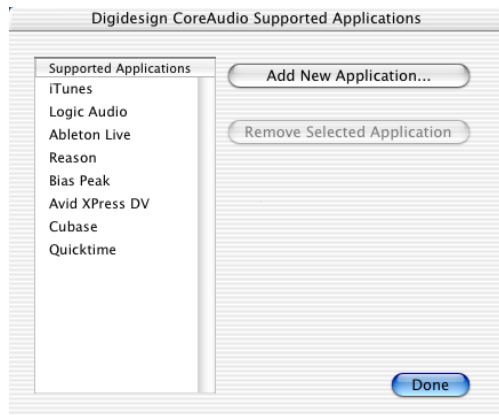 Digidesign CoreAudio Supported Applications
Supported Applications
iTunes
Logic Audio
Ableton Live
Reason
Bias Peak
Avid XPress DV
Cubase
Quicktime
Add New Application...
Remove Selected Application
Done